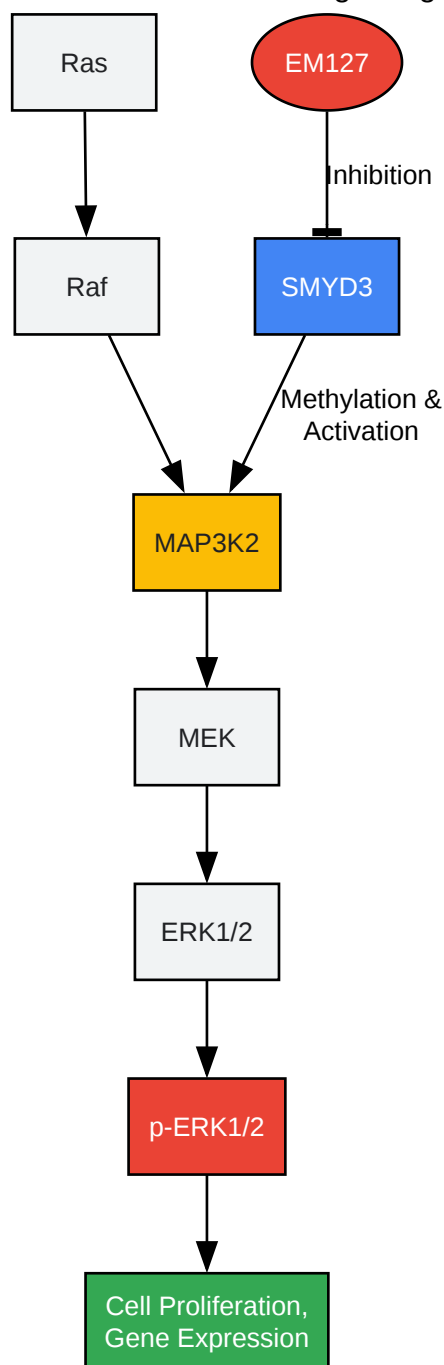 Ras
EM127
Inhibition
Raf
SMYD3
Methylation &
Activation
MAP3K2
MEK
ERK1/2
p-ERK1/2
Cell Proliferation,
Gene Expression